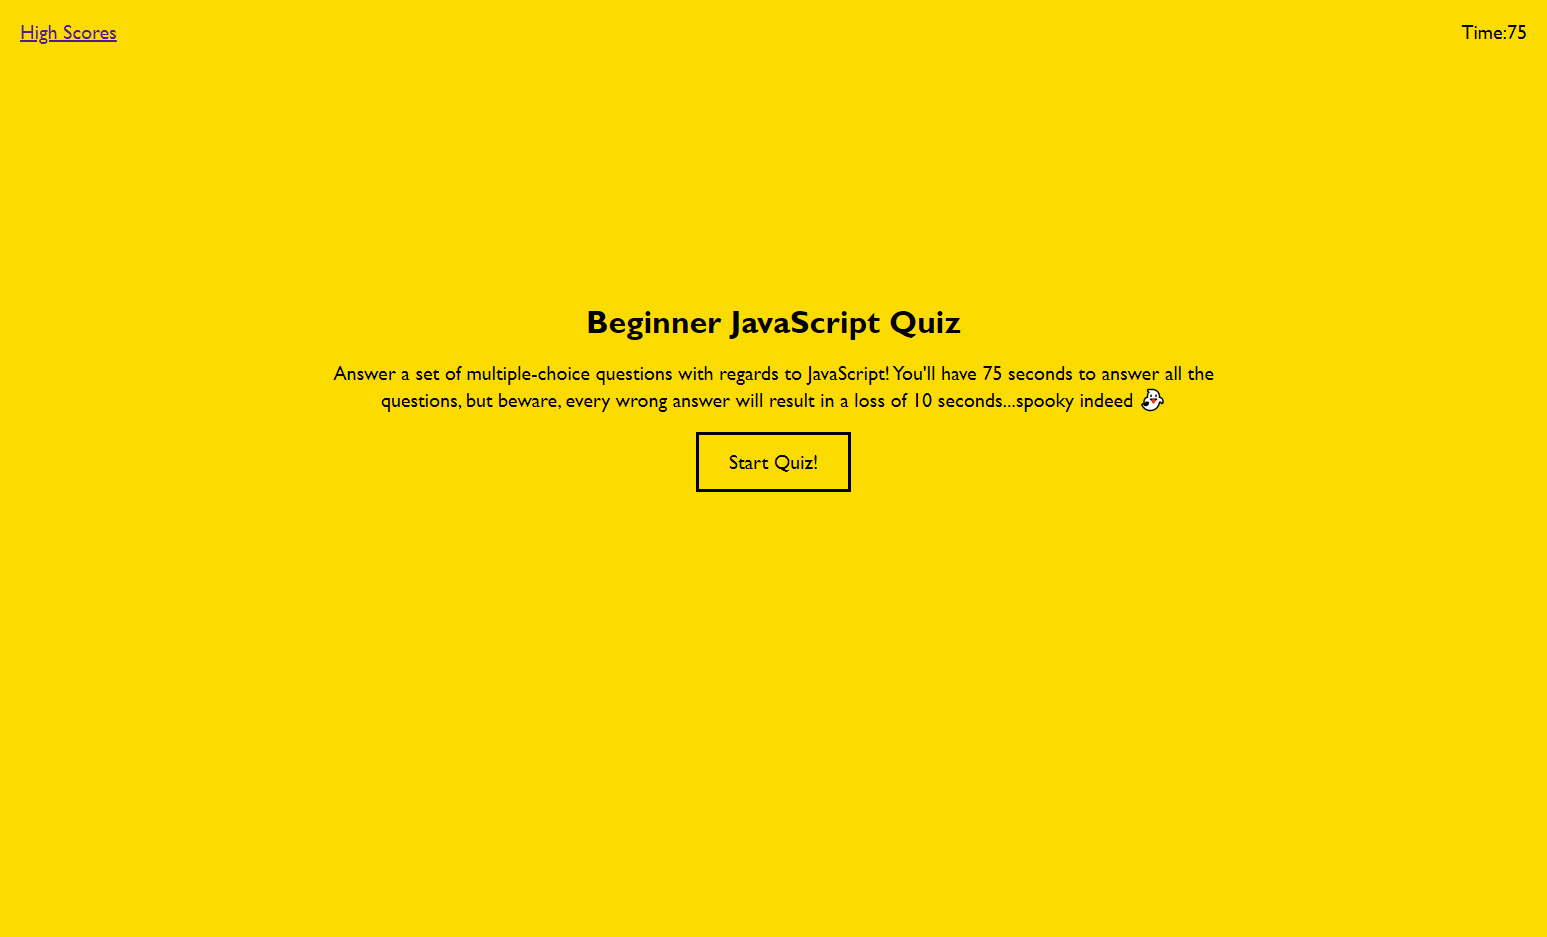 High Scores
Time:75
Beginner JavaScript Quiz
Answer a set of multiple-choice questions with regards to JavaScript! You'll have 75 seconds to answer all the
questions, but beware, every wrong answer will result in a loss of 10 seconds...spooky indeed 👻
Start Quiz!